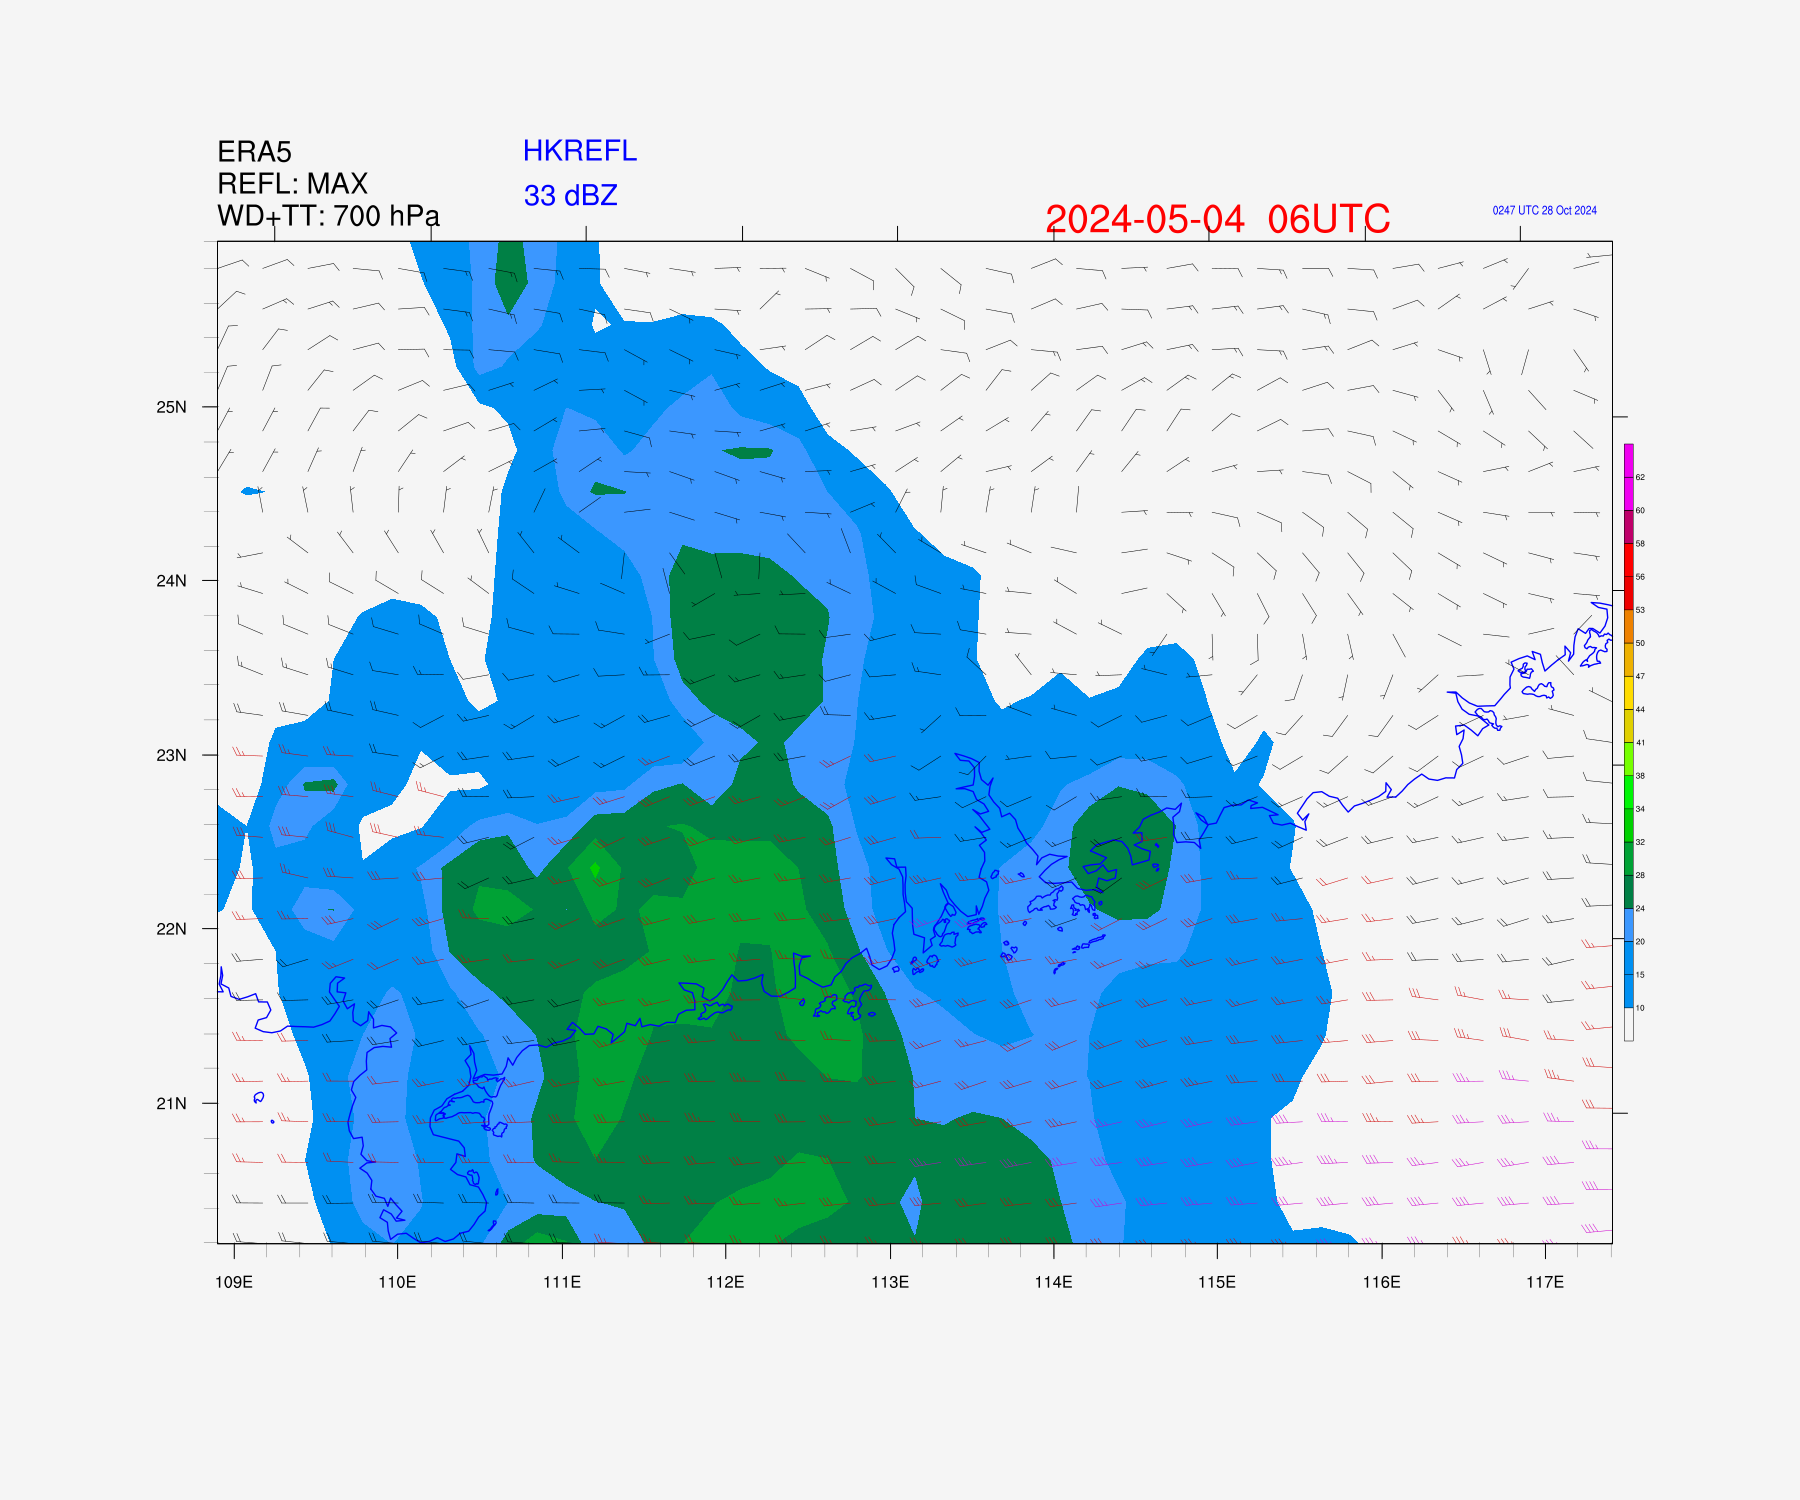 ERA5
HKREFL
REFL: MAX
33 dBZ
WD+TT: 700 hPa
2024-05-04 06UTC
0247 UTC 28 Oct 2024
25N
24N
23N
22N
21N
62
60
58
56
53
50
47
44
41
38
34
32
28
24
20
15
10
109E
110E
111E
112E
113E
114E
115E
116E
117E